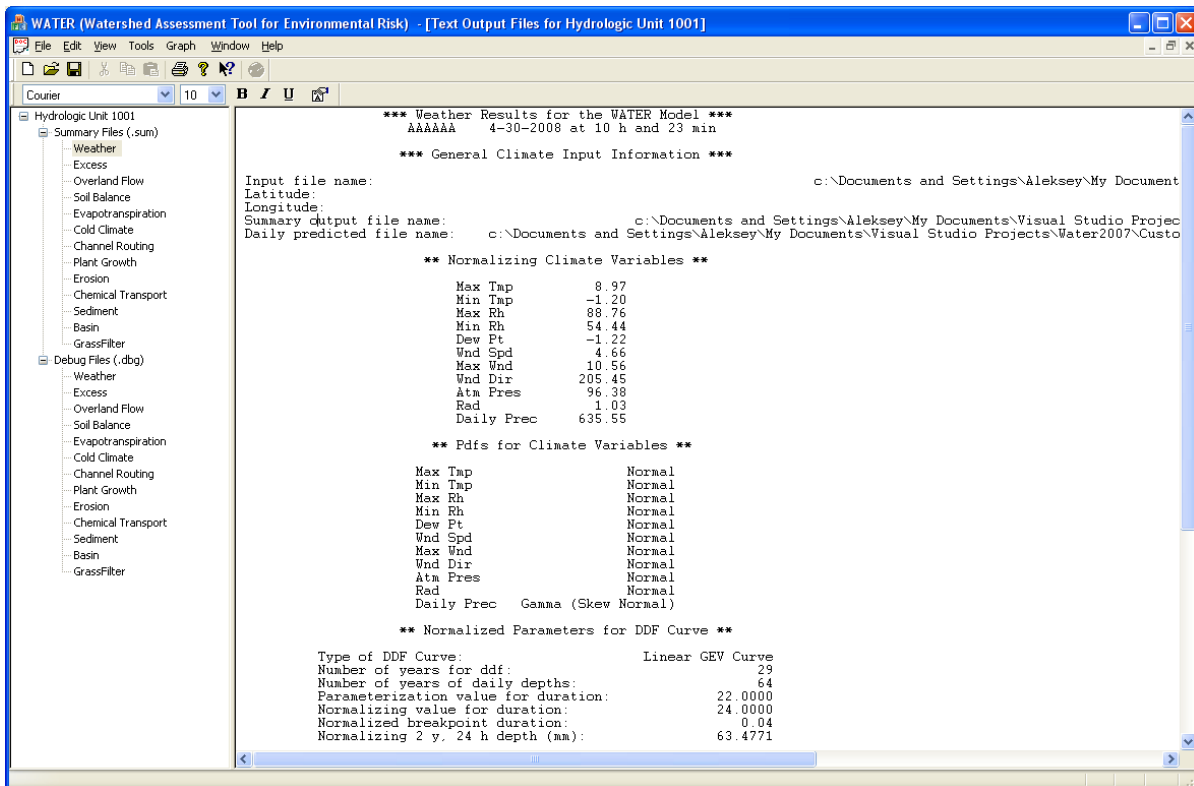 WATER (Watershed Assessment Tool for Environmental Risk) - [Text Output Files for Hydrologic Unit 1001]
File Edit View Tools Graph Window Help
Courier 10 B I U
Hydrologic Unit 1001
Summary Files (.sum)
Weather
Excess
Overland Flow
Soil Balance
Evapotranspiration
Cold Climate
Channel Routing
Plant Growth
Erosion
Chemical Transport
Sediment
Basin
GrassFilter
Debug Files (.dbg)
Weather
Excess
Overland Flow
Soil Balance
Evapotranspiration
Cold Climate
Channel Routing
Plant Growth
Erosion
Chemical Transport
Sediment
Basin
GrassFilter
*** Weather Results for the WATER Model ***
AAAAAA 4-30-2008 at 10 h and 23 min
*** General Climate Input Information ***
Input file name: c:\Documents and Settings\Aleksey\My Document
Latitude:
Longitude:
Summary output file name: c:\Documents and Settings\Aleksey\My Documents\Visual Studio Projec
Daily predicted file name: c:\Documents and Settings\Aleksey\My Documents\Visual Studio Projects\Water2007\Custo
** Normalizing Climate Variables **
Max Tmp 8.97
Min Tmp -1.20
Max Rh 88.76
Min Rh 54.44
Dew Pt -1.22
Wnd Spd 4.66
Max Wnd 10.56
Wnd Dir 205.45
Atm Pres 96.38
Rad 1.03
Daily Prec 635.55
** Pdfs for Climate Variables **
Max Tmp Normal
Min Tmp Normal
Max Rh Normal
Min Rh Normal
Dew Pt Normal
Wnd Spd Normal
Max Wnd Normal
Wnd Dir Normal
Atm Pres Normal
Rad Normal
Daily Prec Gamma (Skew Normal)
** Normalized Parameters for DDF Curve **
Type of DDF Curve: Linear GEV Curve
Number of years for ddf: 29
Number of years of daily depths: 64
Parameterization value for duration: 22.0000
Normalizing value for duration: 24.0000
Normalized breakpoint duration: 0.04
Normalizing 2 y, 24 h depth (mm): 63.4771